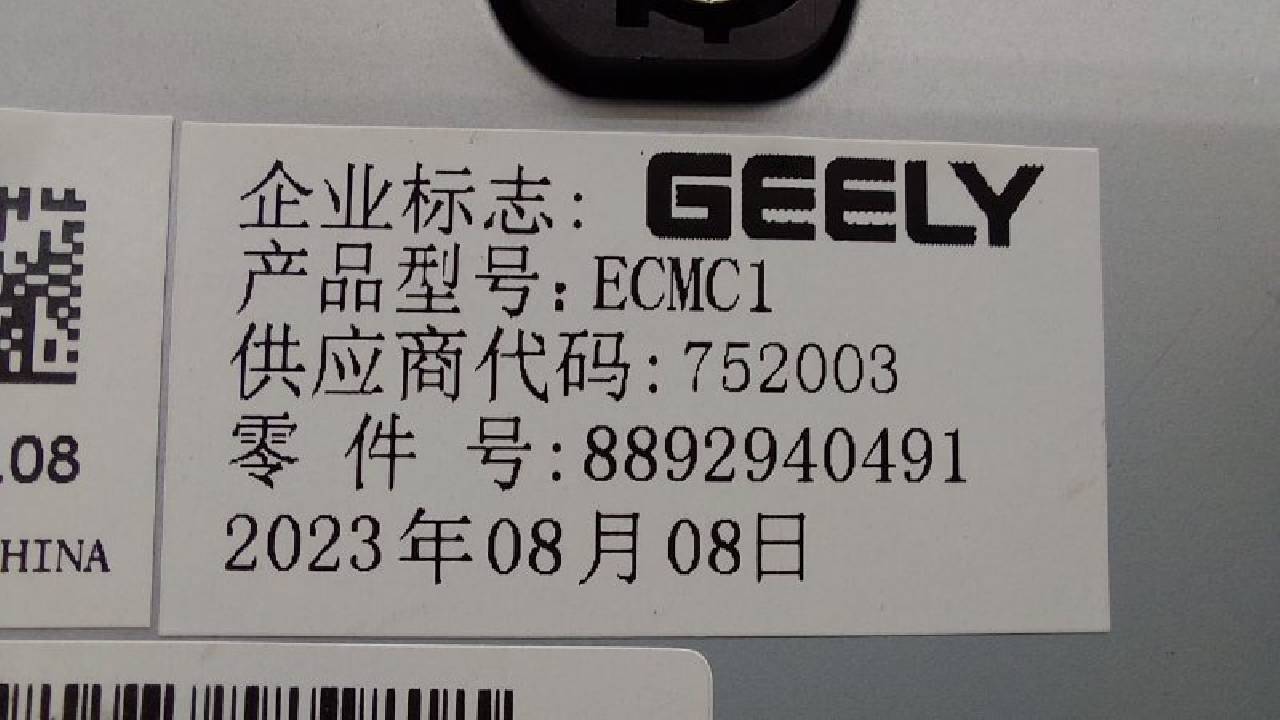 企业标志: GEELY
产品型号: ECMC1
供应商代码: 752003
零 件 号: 8892940491
2023年08月08日
.08
HINA